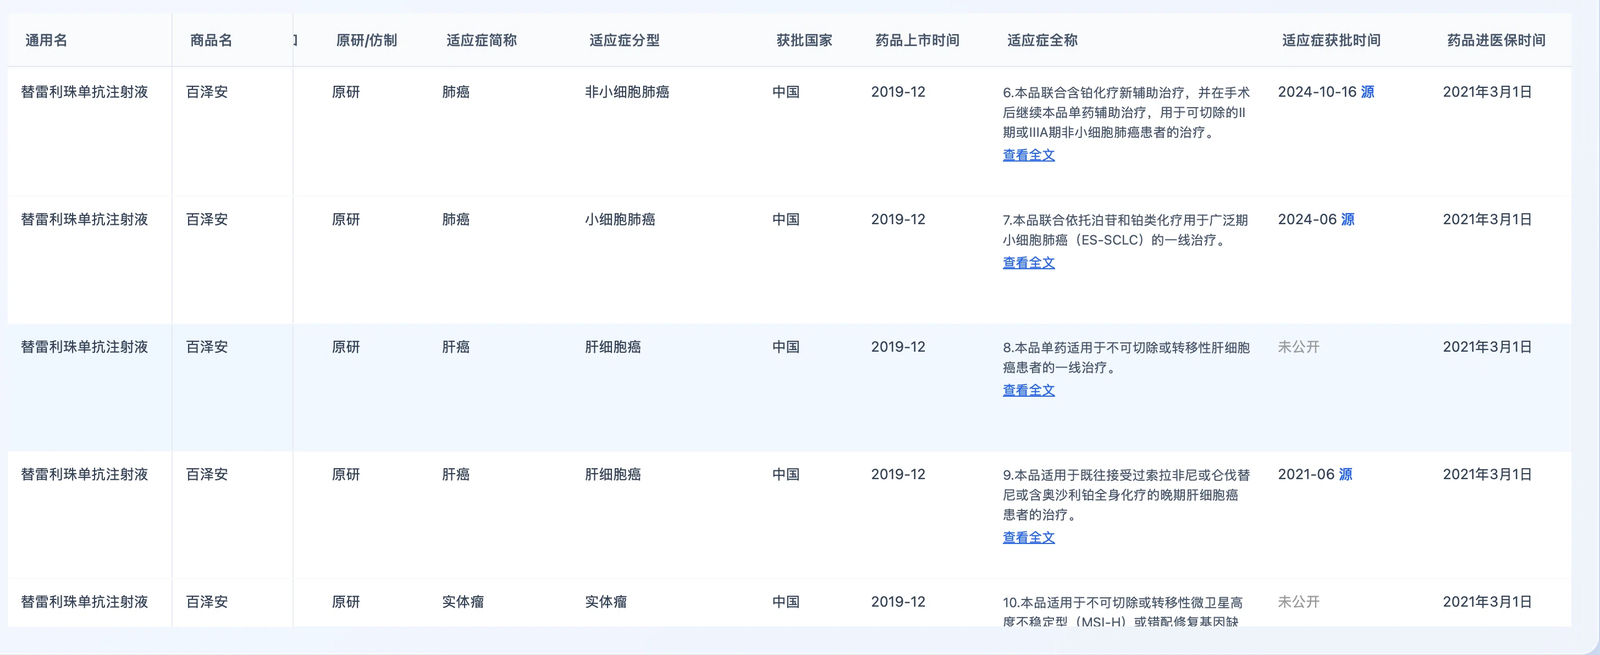 通用名 商品名 原研/仿制 适应症简称 适应症分型 获批国家 药品上市时间 适应症全称 适应症获批时间 药品进医保时间
替雷利珠单抗注射液 百泽安 原研 肺癌 非小细胞肺癌 中国 2019-12 6.本品联合含铂化疗新辅助治疗，并在手术 2024-10-16 源 2021年3月1日
后继续本品单药辅助治疗，用于可切除的II
期或IIIA期非小细胞肺癌患者的治疗。
查看全文
替雷利珠单抗注射液 百泽安 原研 肺癌 小细胞肺癌 中国 2019-12 7.本品联合依托泊苷和铂类化疗用于广泛期 2024-06 源 2021年3月1日
小细胞肺癌（ES-SCLC）的一线治疗。
查看全文
替雷利珠单抗注射液 百泽安 原研 肝癌 肝细胞癌 中国 2019-12 8.本品单药适用于不可切除或转移性肝细胞 未公开 2021年3月1日
癌患者的一线治疗。
查看全文
替雷利珠单抗注射液 百泽安 原研 肝癌 肝细胞癌 中国 2019-12 9.本品适用于既往接受过索拉非尼或仑伐替 2021-06 源 2021年3月1日
尼或含奥沙利铂全身化疗的晚期肝细胞癌
患者的治疗。
查看全文
替雷利珠单抗注射液 百泽安 原研 实体瘤 实体瘤 中国 2019-12 10.本品适用于不可切除或转移性微卫星高 未公开 2021年3月1日
度不稳定型（MSI-H）或错配修复基因缺